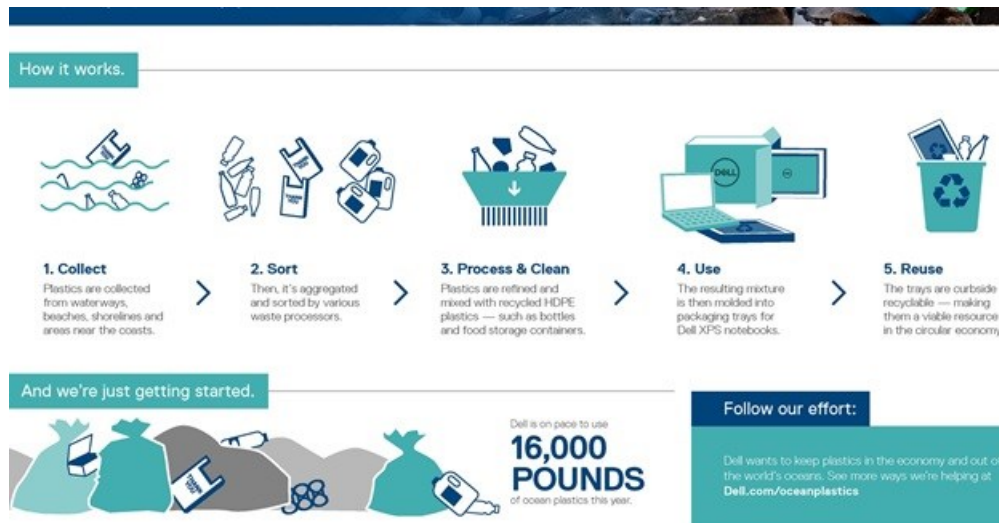 How it works.
DELL
1. Collect
Plastics are collected
from waterways,
beaches, shorelines and
areas near the coasts.
2. Sort
Then, it's aggregated
and sorted by various
waste processors.
3. Process & Clean
Plastics are refined and
mixed with recycled HDPE
plastics — such as bottles
and food storage containers.
4. Use
The resulting mixture
is then molded into
packaging trays for
Dell XPS notebooks.
5. Reuse
The trays are curbside
recyclable — making
them a viable resource
in the circular economy
And we're just getting started.
Dell is on pace to use
16,000
POUNDS
of ocean plastics this year.
Follow our effort:
Dell wants to keep plastics in the economy and out o
the world's oceans. See more ways we're helping at
Dell.com/oceanplastics